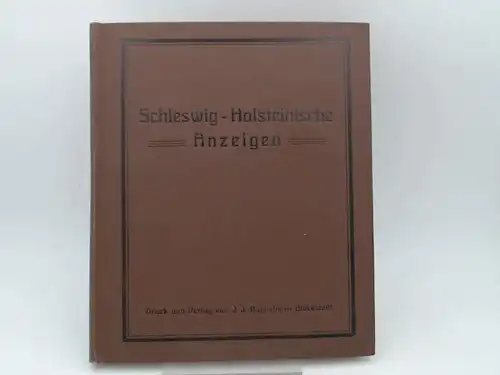 Schleswig-Holsteinische
Anzeigen
Druck und Verlag von J. J. Augustin in Glückstadt